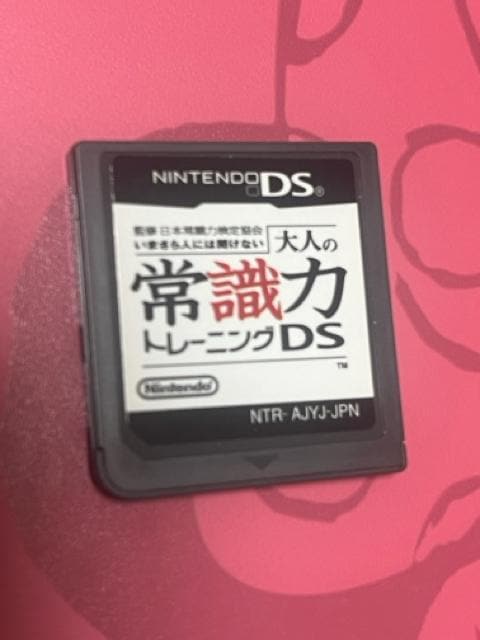 NINTENDO DS®
監修 日本常識力検定協会
いまさら人には聞けない
大人の
常識力
トレーニングDS
TM
Nintendo
NTR- AJYJ-JPN